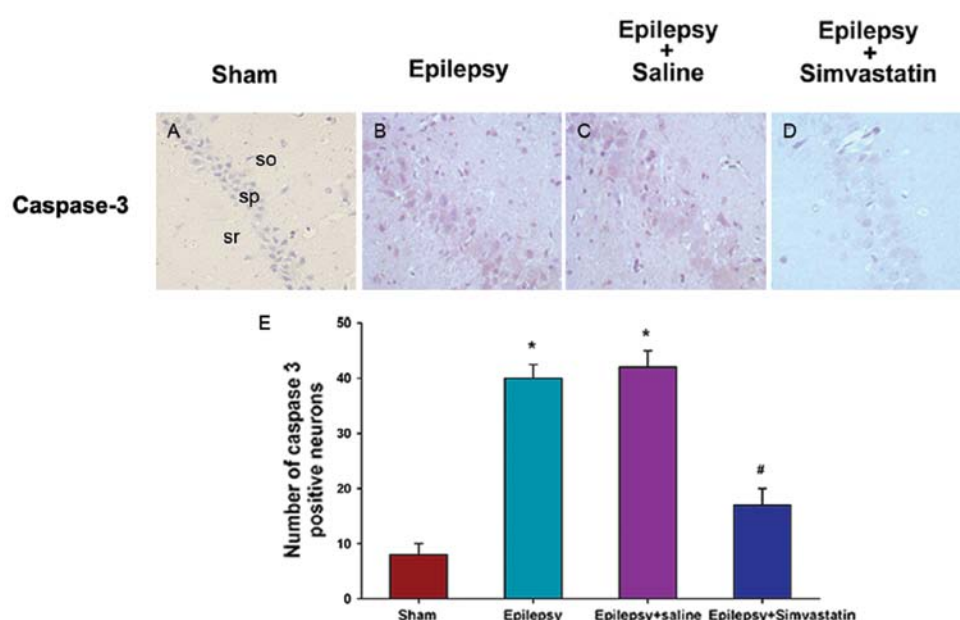 Sham
Epilepsy
Epilepsy
+
Saline
Epilepsy
+
Simvastatin
Caspase-3
A
so
sp
sr
B
C
D
E
Number of caspase 3
positive neurons
50
40
30
20
10
0
*
*
#
Sham
Epilepsy
Epilepsy+saline
Epilepsy+Simvastatin